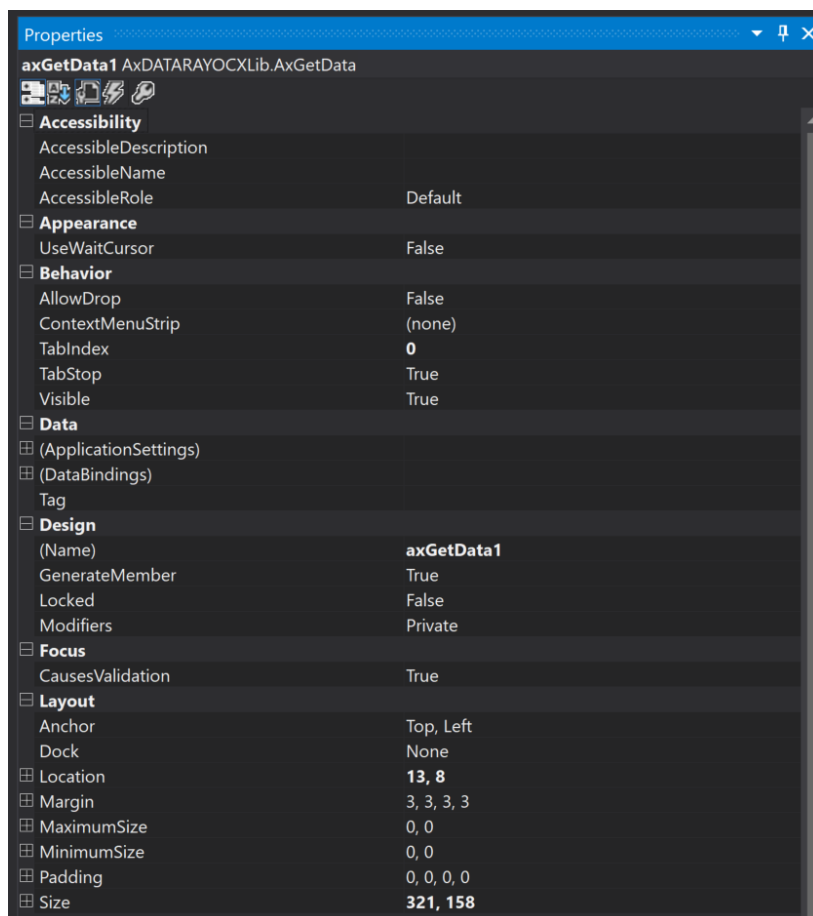 Properties
axGetData1 AxDATARAYOCXLib.AxGetData
Accessibility
AccessibleDescription
AccessibleName
AccessibleRole Default
Appearance
UseWaitCursor False
Behavior
AllowDrop False
ContextMenuStrip (none)
TabIndex 0
TabStop True
Visible True
Data
(ApplicationSettings)
(DataBindings)
Tag
Design
(Name) axGetData1
GenerateMember True
Locked False
Modifiers Private
Focus
CausesValidation True
Layout
Anchor Top, Left
Dock None
Location 13, 8
Margin 3, 3, 3, 3
MaximumSize 0, 0
MinimumSize 0, 0
Padding 0, 0, 0, 0
Size 321, 158